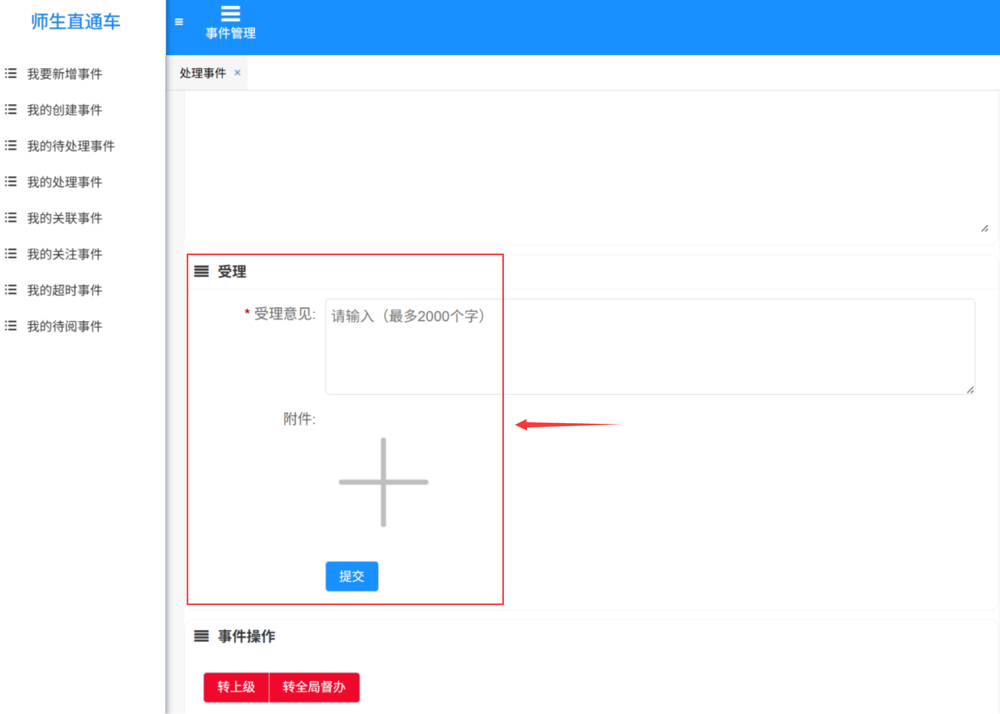 师生直通车
事件管理
我要新增事件
我的创建事件
我的待处理事件
我的处理事件
我的关联事件
我的关注事件
我的超时事件
我的待阅事件
处理事件 ×
受理
* 受理意见:
请输入（最多2000个字）
附件:
提交
事件操作
转上级
转全局督办